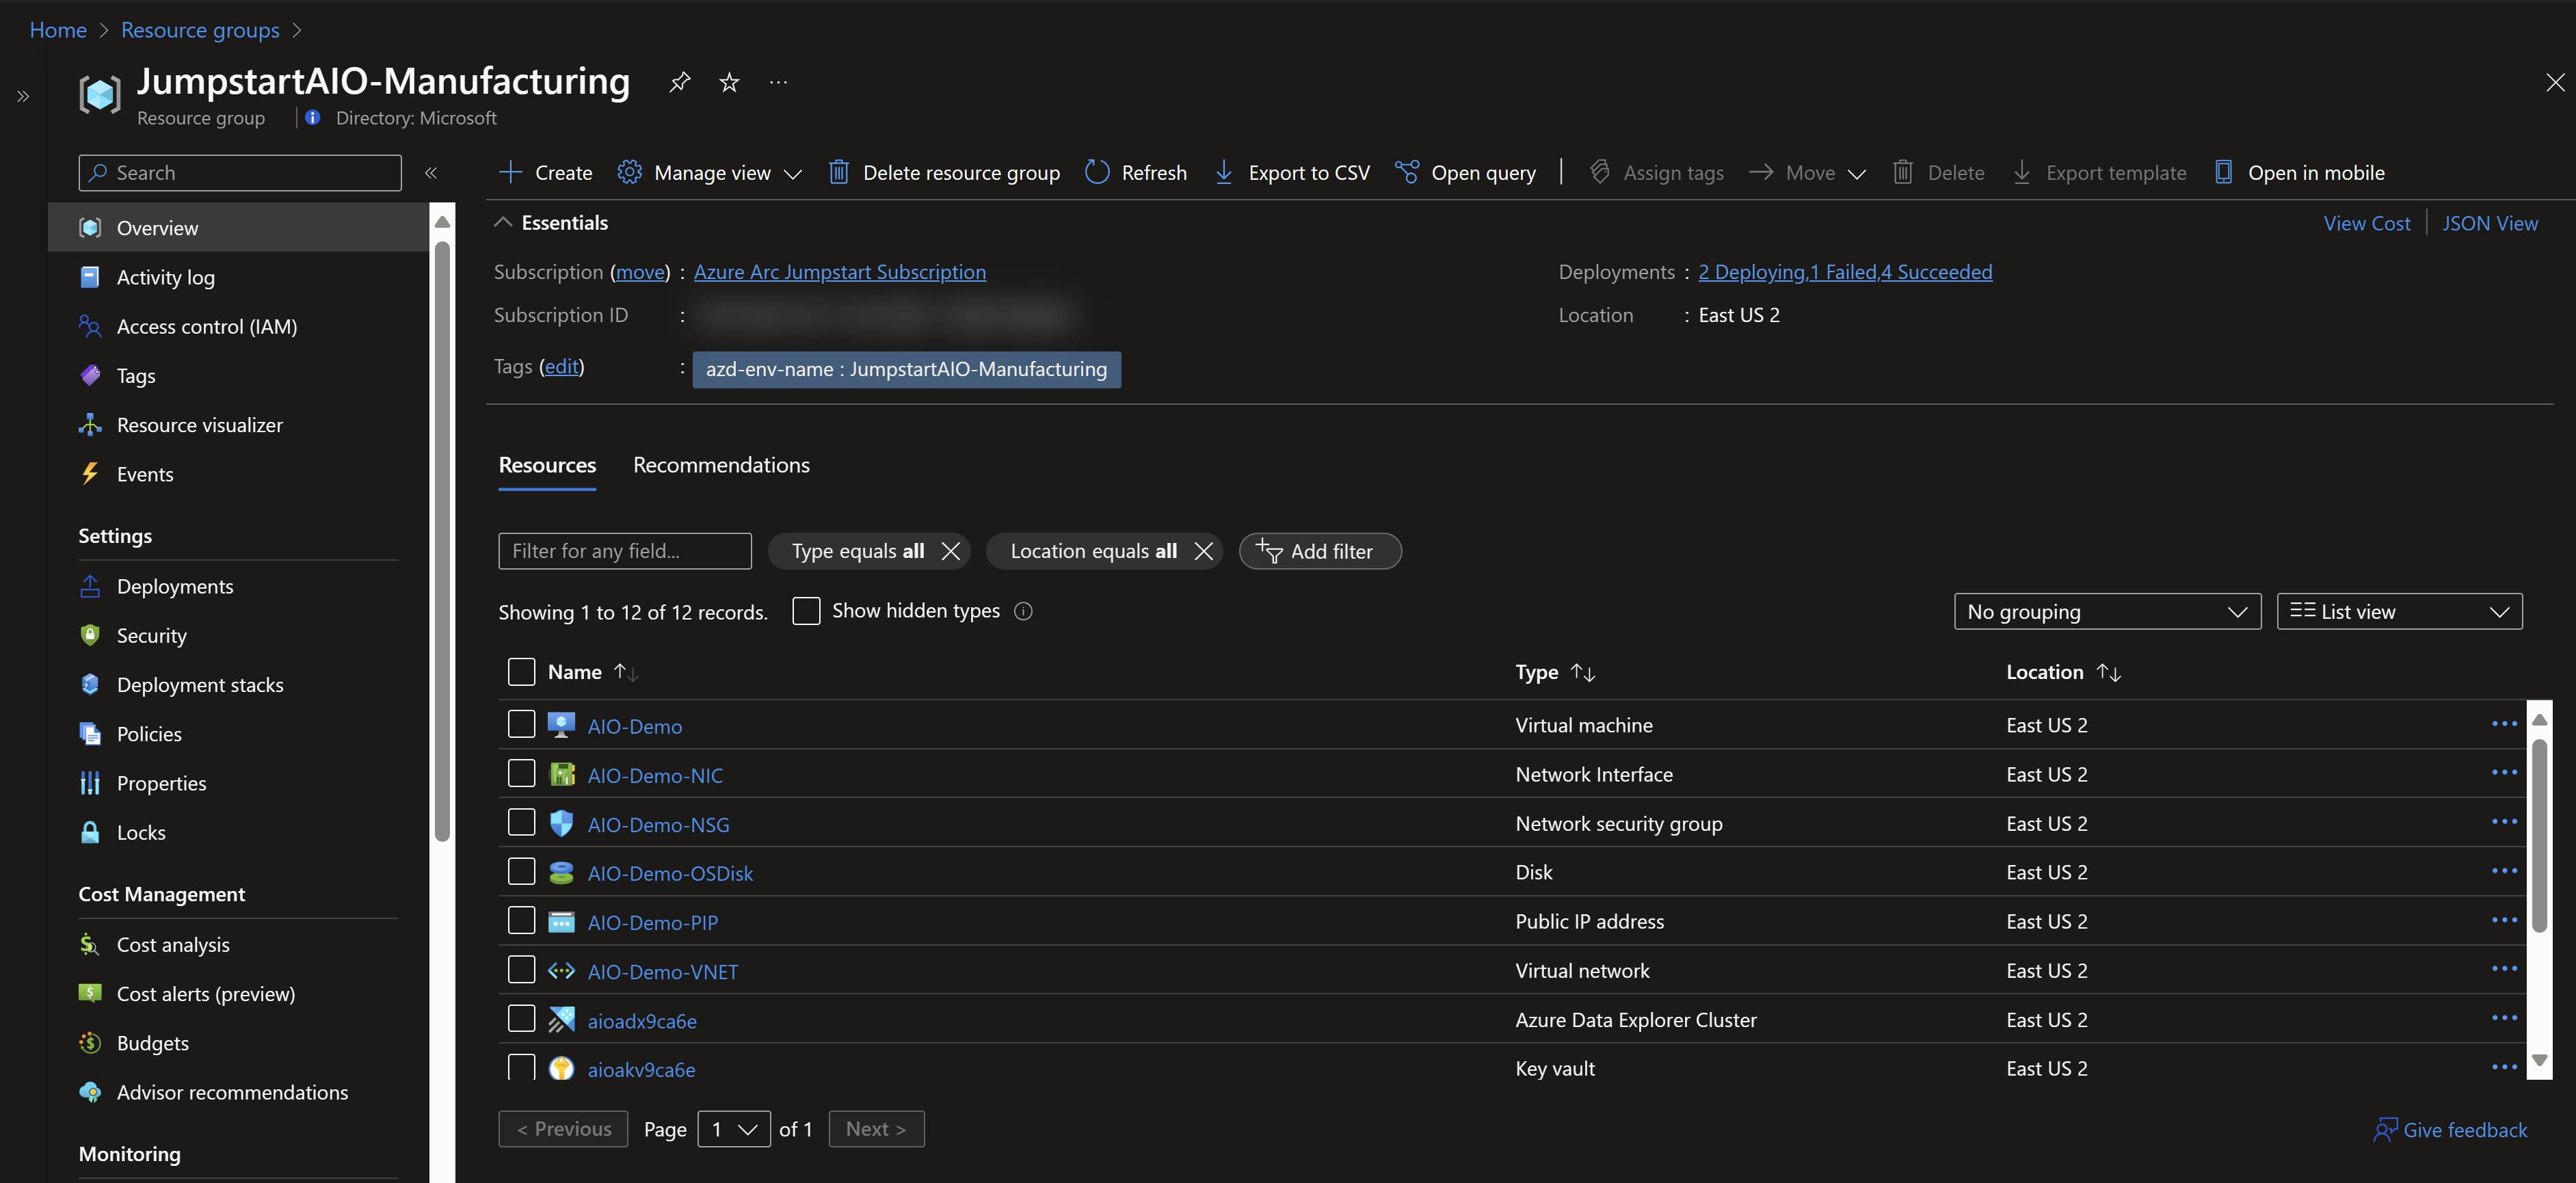 Home > Resource groups >
JumpstartAIO-Manufacturing
Resource group | Directory: Microsoft
Search
Create Manage view Delete resource group Refresh Export to CSV Open query Assign tags Move Delete Export template Open in mobile
Overview
Activity log
Access control (IAM)
Tags
Resource visualizer
Events
Settings
Deployments
Security
Deployment stacks
Policies
Properties
Locks
Cost Management
Cost analysis
Cost alerts (preview)
Budgets
Advisor recommendations
Monitoring
Essentials
View Cost | JSON View
Subscription (move) : Azure Arc Jumpstart Subscription
Deployments : 2 Deploying,1 Failed,4 Succeeded
Subscription ID :
Location : East US 2
Tags (edit) : azd-env-name : JumpstartAIO-Manufacturing
Resources Recommendations
Filter for any field... Type equals all Location equals all Add filter
Showing 1 to 12 of 12 records. Show hidden types No grouping List view
Name Type Location
AIO-Demo Virtual machine East US 2
AIO-Demo-NIC Network Interface East US 2
AIO-Demo-NSG Network security group East US 2
AIO-Demo-OSDisk Disk East US 2
AIO-Demo-PIP Public IP address East US 2
AIO-Demo-VNET Virtual network East US 2
aioadx9ca6e Azure Data Explorer Cluster East US 2
aioakv9ca6e Key vault East US 2
< Previous Page 1 of 1 Next >
Give feedback